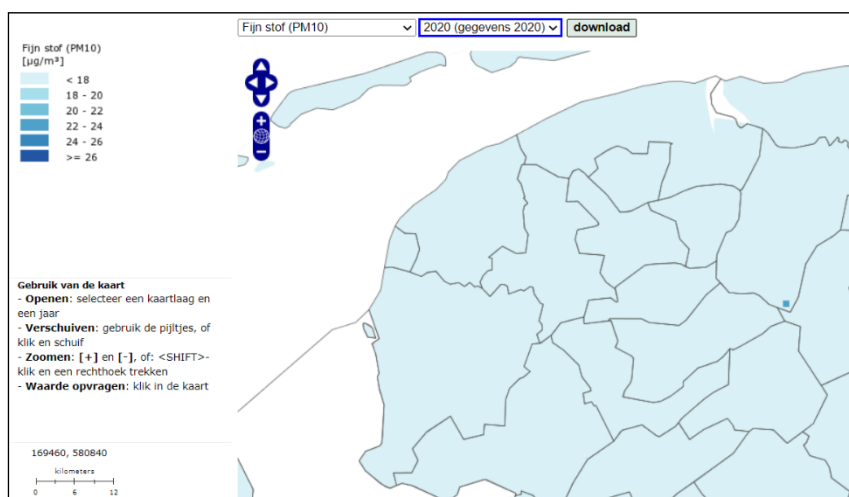 Fijn stof (PM10)
2020 (gegevens 2020)
download
Fijn stof (PM10)
[µg/m³]
< 18
18 - 20
20 - 22
22 - 24
24 - 26
>= 26
+
−
Gebruik van de kaart
- Openen: selecteer een kaartlaag en
een jaar
- Verschuiven: gebruik de pijltjes, of
klik en schuif
- Zoomen: [+] en [-], of: <SHIFT>-
klik en een rechthoek trekken
- Waarde opvragen: klik in de kaart
169460, 580840
kilometers
0 6 12